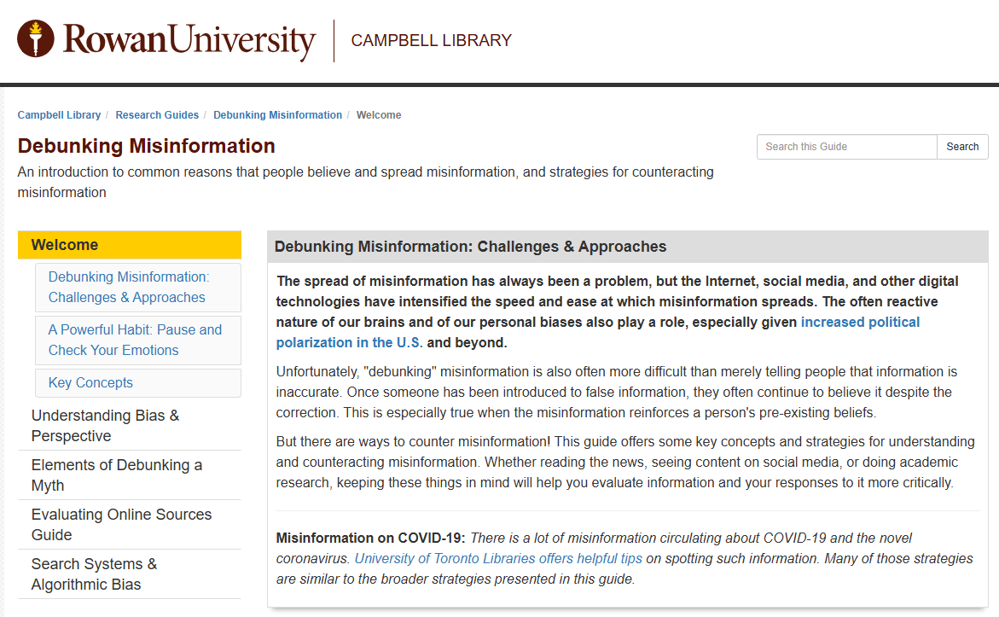 RowanUniversity CAMPBELL LIBRARY
Campbell Library / Research Guides / Debunking Misinformation / Welcome
Debunking Misinformation
Search this Guide Search
An introduction to common reasons that people believe and spread misinformation, and strategies for counteracting
misinformation
Welcome
Debunking Misinformation:
Challenges & Approaches
A Powerful Habit: Pause and
Check Your Emotions
Key Concepts
Understanding Bias &
Perspective
Elements of Debunking a
Myth
Evaluating Online Sources
Guide
Search Systems &
Algorithmic Bias
Debunking Misinformation: Challenges & Approaches
The spread of misinformation has always been a problem, but the Internet, social media, and other digital
technologies have intensified the speed and ease at which misinformation spreads. The often reactive
nature of our brains and of our personal biases also play a role, especially given increased political
polarization in the U.S. and beyond.
Unfortunately, "debunking" misinformation is also often more difficult than merely telling people that information is
inaccurate. Once someone has been introduced to false information, they often continue to believe it despite the
correction. This is especially true when the misinformation reinforces a person's pre-existing beliefs.
But there are ways to counter misinformation! This guide offers some key concepts and strategies for understanding
and counteracting misinformation. Whether reading the news, seeing content on social media, or doing academic
research, keeping these things in mind will help you evaluate information and your responses to it more critically.
Misinformation on COVID-19: There is a lot of misinformation circulating about COVID-19 and the novel
coronavirus. University of Toronto Libraries offers helpful tips on spotting such information. Many of those strategies
are similar to the broader strategies presented in this guide.